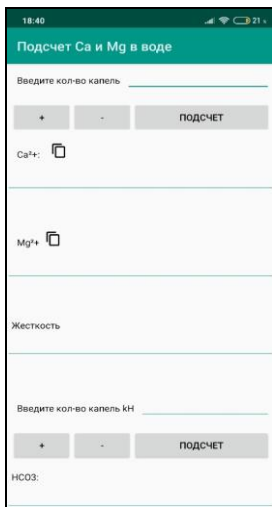 18:40
21
Подсчет Ca и Mg в воде
Введите кол-во капель
+ - ПОДСЧЕТ
Ca²+:
Mg²+
Жесткость
Введите кол-во капель kH
+ - ПОДСЧЕТ
HCO3: